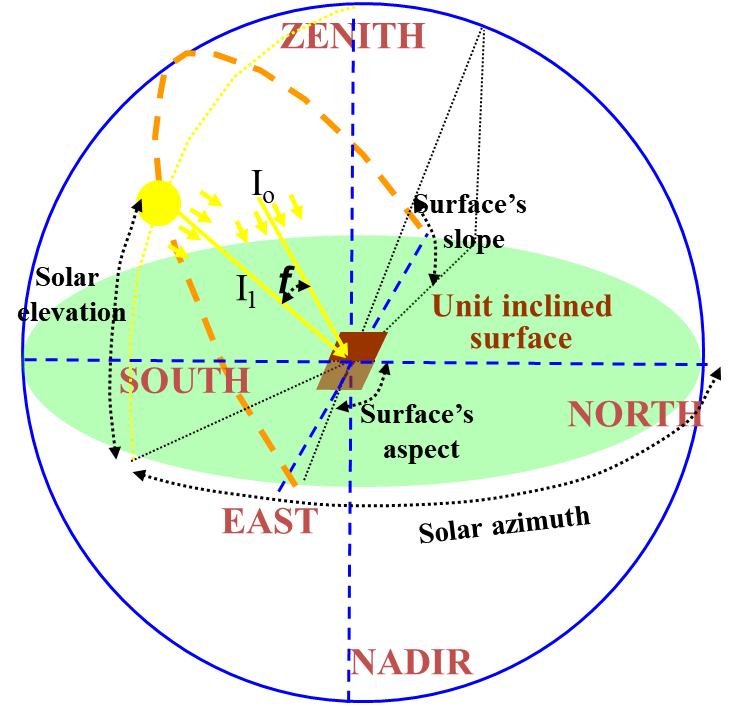 ZENITH
Iₒ
Surface's
slope
Solar
elevation
I₁
f
Unit inclined
surface
SOUTH
Surface's
aspect
NORTH
EAST
Solar azimuth
NADIR